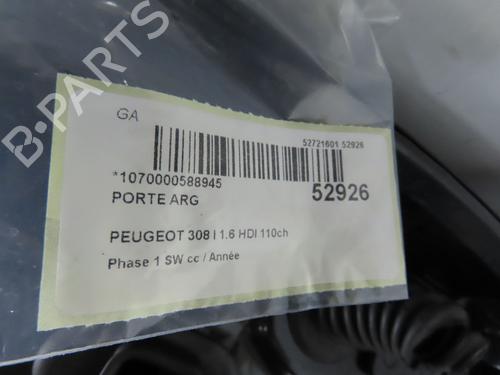 B-PARTS
GA
52721601 52926
*1070000588945
52926
PORTE ARG
PEUGEOT 308 I 1.6 HDI 110ch
Phase 1 SW cc / Année